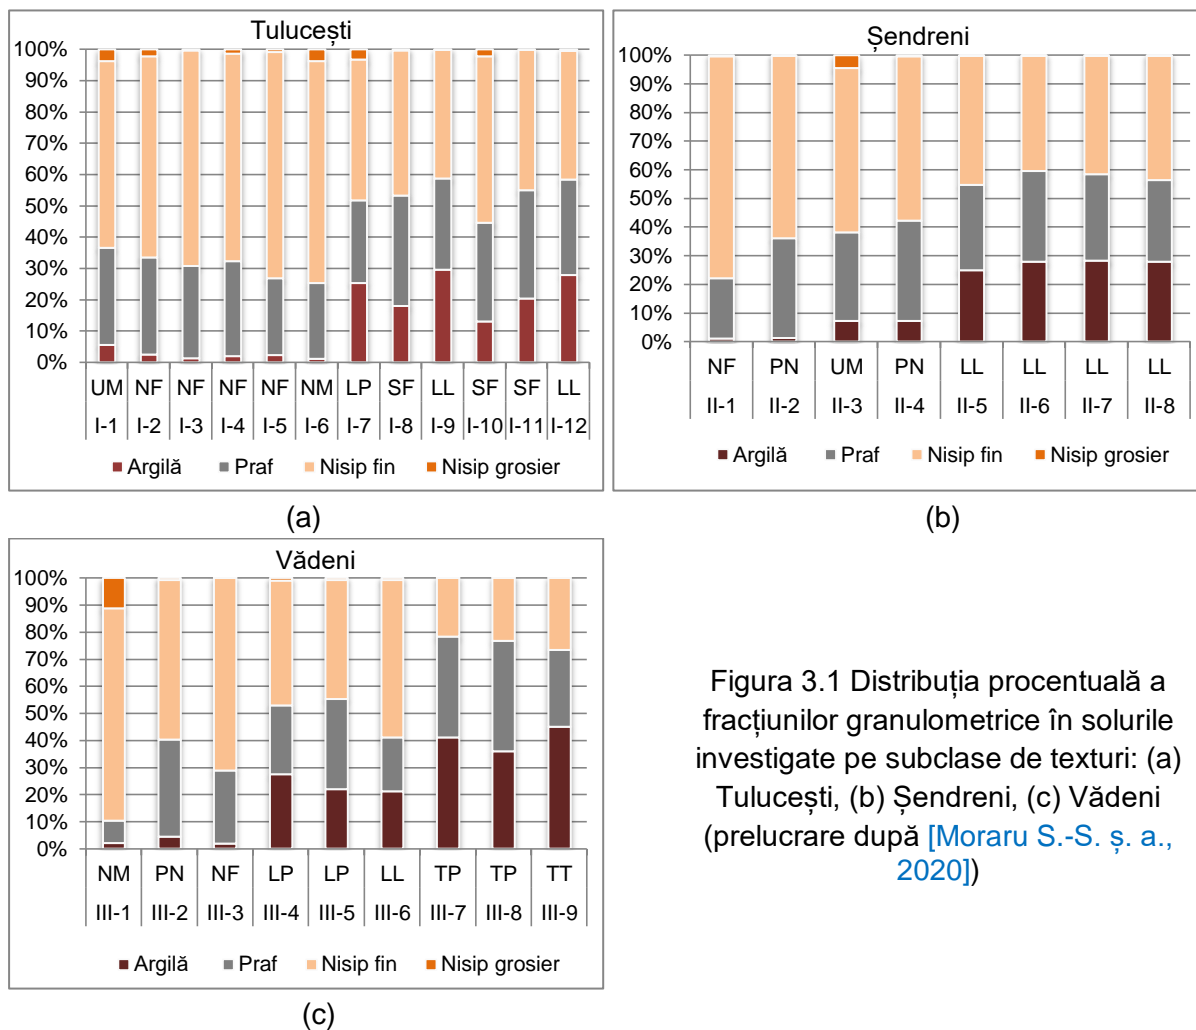 Tulucești
100%
90%
80%
70%
60%
50%
40%
30%
20%
10%
0%
UM NF NF NF NF NM LP SF LL SF SF LL
I-1 I-2 I-3 I-4 I-5 I-6 I-7 I-8 I-9 I-10 I-11 I-12
Argilă Praf Nisip fin Nisip grosier
(a)
Șendreni
100%
90%
80%
70%
60%
50%
40%
30%
20%
10%
0%
NF PN UM PN LL LL LL LL
II-1 II-2 II-3 II-4 II-5 II-6 II-7 II-8
Argilă Praf Nisip fin Nisip grosier
(b)
Vădeni
100%
90%
80%
70%
60%
50%
40%
30%
20%
10%
0%
NM PN NF LP LP LL TP TP TT
III-1 III-2 III-3 III-4 III-5 III-6 III-7 III-8 III-9
Argilă Praf Nisip fin Nisip grosier
(c)
Figura 3.1 Distribuția procentuală a
fracțiunilor granulometrice în solurile
investigate pe subclase de texturi: (a)
Tulucești, (b) Șendreni, (c) Vădeni
(prelucrare după [Moraru S.-S. ș. a.,
2020])